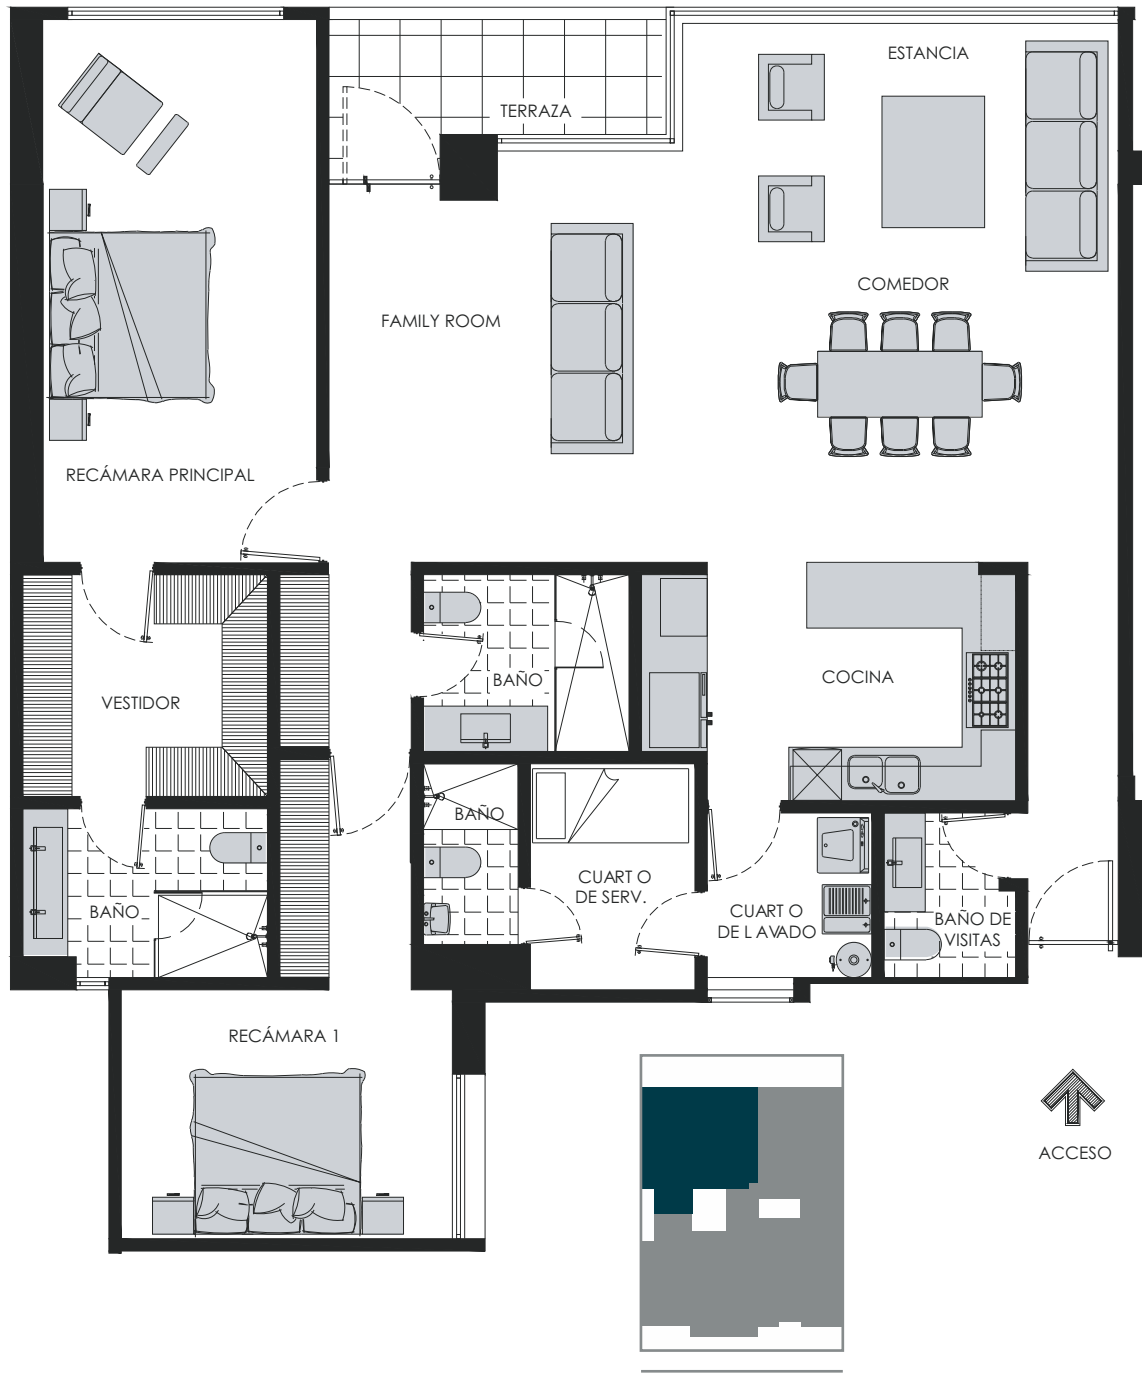 ESTANCIA
TERRAZA
COMEDOR
FAMILY ROOM
RECÁMARA PRINCIPAL
COCINA
BAÑO
VESTIDOR
BAÑO
CUART O
DE SERV.
BAÑO
CUART O
DE L AVADO
BAÑO DE
VISITAS
RECÁMARA 1
ACCESO